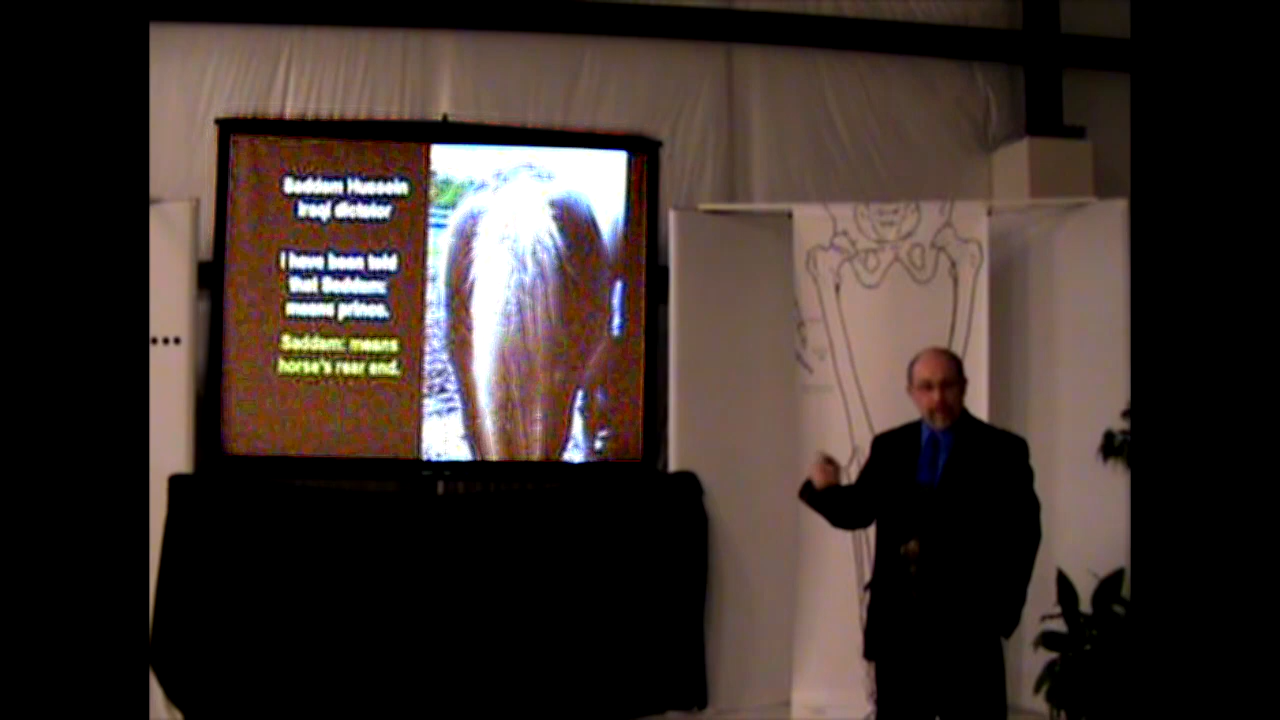 Saddam Hussein
Iraqi dictator
I have been told
that Saddam:
means prince.
Saddam: means
horse's rear end.